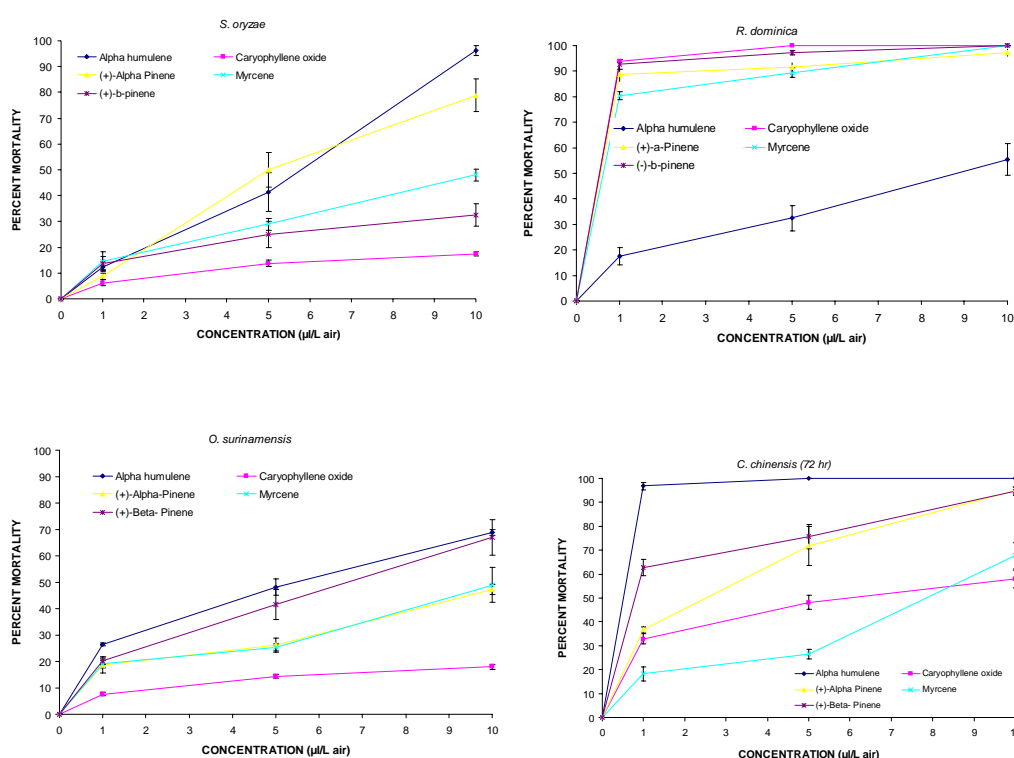 S. oryzae
PERCENT MORTALITY
100
90
80
70
60
50
40
30
20
10
0
Alpha humulene Caryophyllene oxide
(+)-Alpha Pinene Myrcene
(+)-b-pinene
0 1 2 3 4 5 6 7 8 9 10
CONCENTRATION (µl/L air)
R. dominica
PERCENT MORTALITY
100
90
80
70
60
50
40
30
20
10
0
Alpha humulene Caryophyllene oxide
(+)-a-Pinene Myrcene
(-)-b-pinene
0 1 2 3 4 5 6 7 8 9 10
CONCENTRATION (µl/L air)
O. surinamensis
PERCENT MORTALITY
100
90
80
70
60
50
40
30
20
10
0
Alpha humulene Caryophyllene oxide
(+)-Alpha-Pinene Myrcene
(+)-Beta- Pinene
0 1 2 3 4 5 6 7 8 9 10
CONCENTRATION (µl/L air)
C. chinensis (72 hr)
PERCENT MORTALITY
100
90
80
70
60
50
40
30
20
10
0
Alpha humulene Caryophyllene oxide
(+)-Alpha Pinene Myrcene
(+)-Beta- Pinene
0 1 2 3 4 5 6 7 8 9
CONCENTRATION (µl/L air)